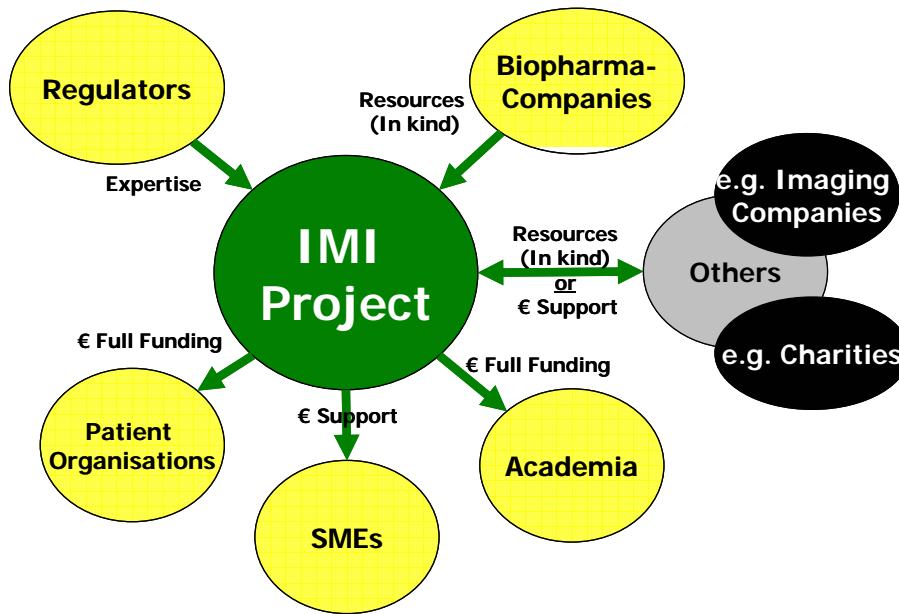 Regulators
Biopharma-
Companies
Resources
(In kind)
Expertise
e.g. Imaging
Companies
IMI
Project
Resources
(In kind)
or
€ Support
Others
e.g. Charities
€ Full Funding
€ Full Funding
€ Support
Patient
Organisations
Academia
SMEs